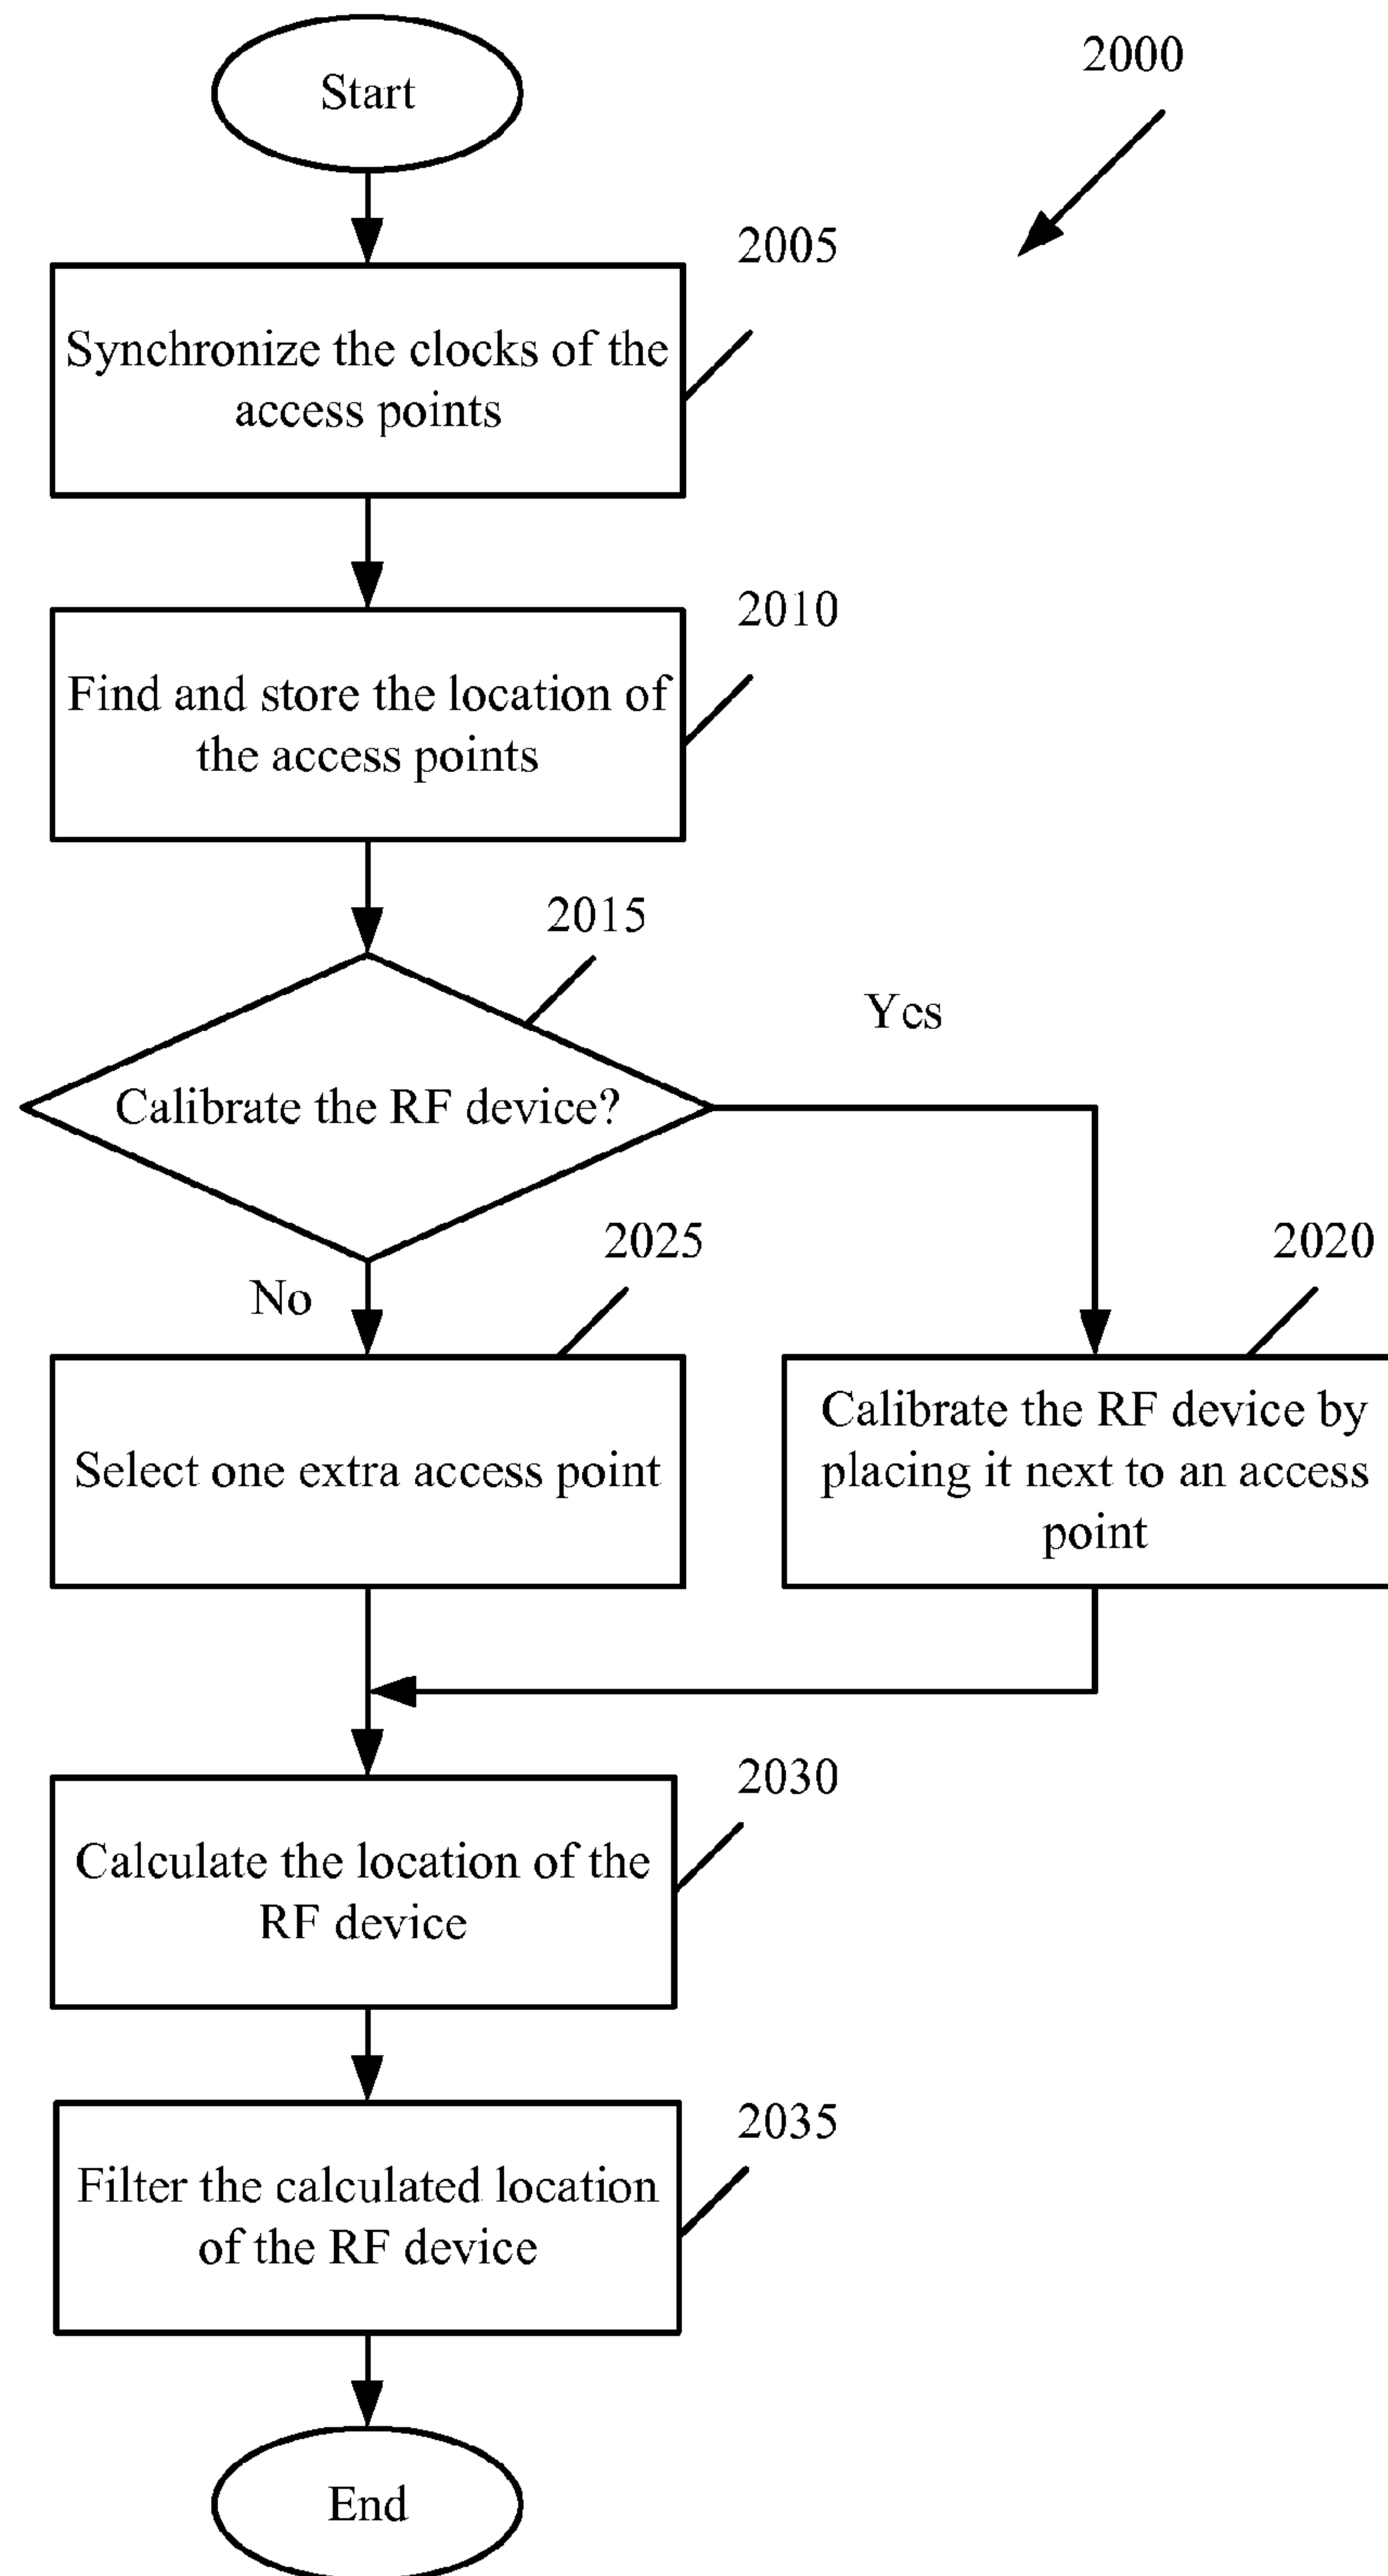 Start
2000
2005
Synchronize the clocks of the
access points
2010
Find and store the location of
the access points
2015
Yes
Calibrate the RF device?
2025
2020
No
Select one extra access point
Calibrate the RF device by
placing it next to an access
point
2030
Calculate the location of the
RF device
2035
Filter the calculated location
of the RF device
End